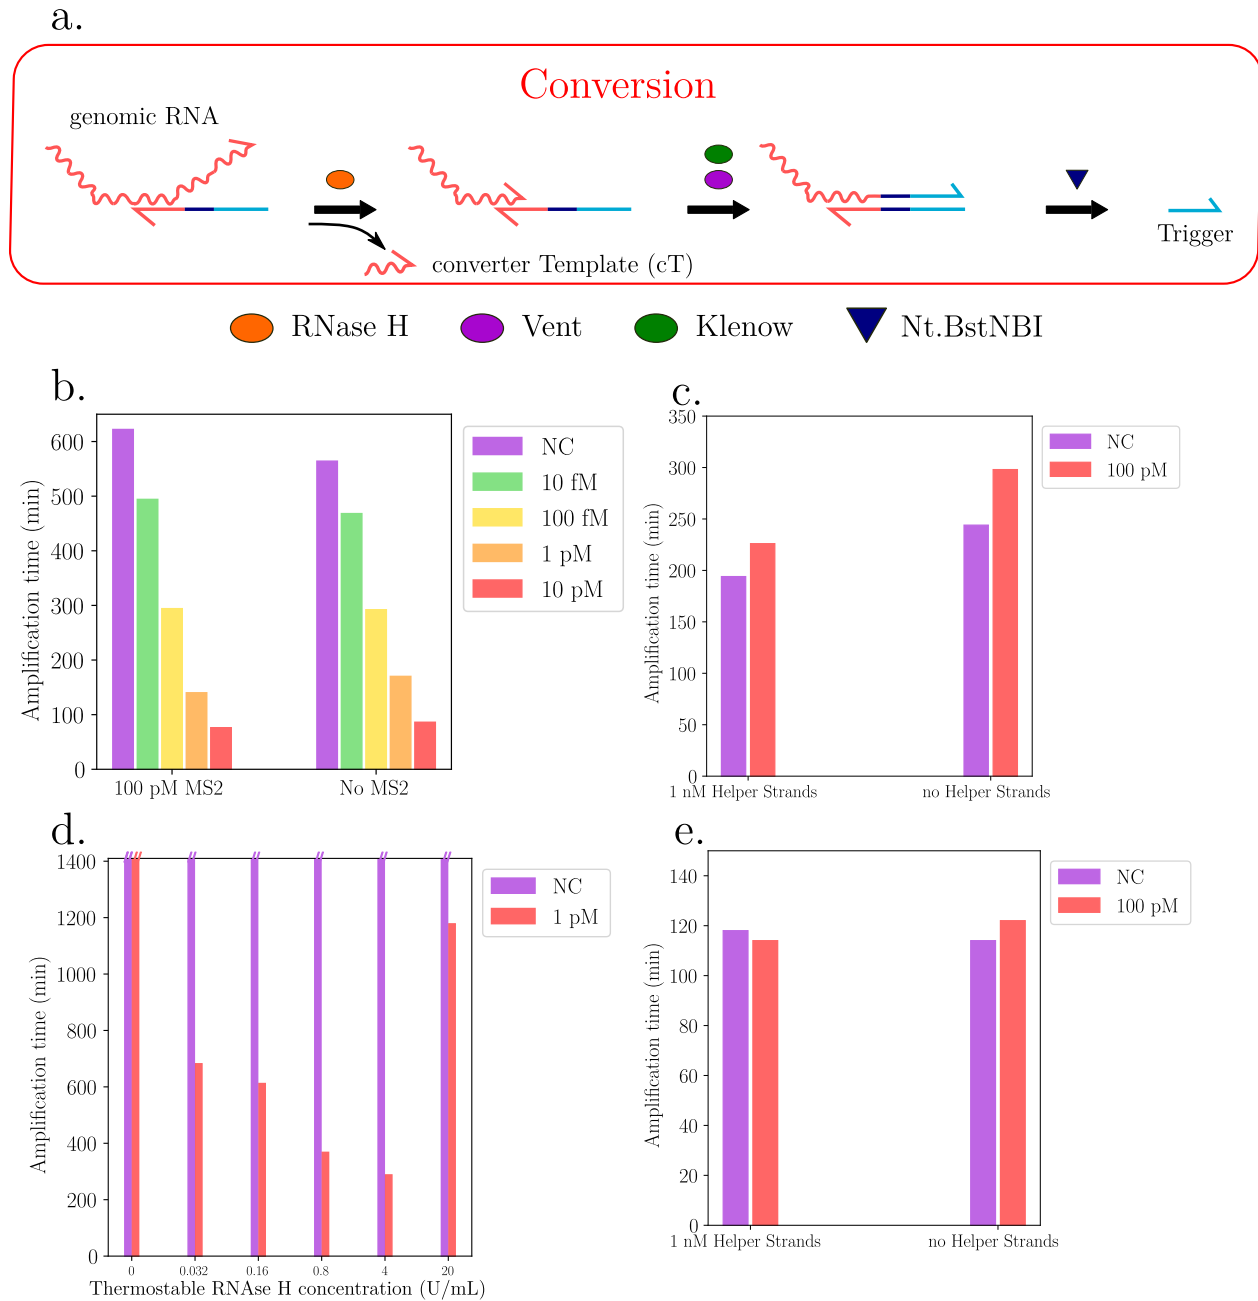 a.
Conversion
genomic RNA
Trigger
converter Template (cT)
RNase H
Vent
Klenow
Nt.BstNBI
b.
Amplification time (min)
600
500
400
300
200
100
0
100 pM MS2
No MS2
NC
10 fM
100 fM
1 pM
10 pM
c.
Amplification time (min)
350
300
250
200
150
100
50
0
1 nM Helper Strands
no Helper Strands
NC
100 pM
d.
Amplification time (min)
1400
1200
1000
800
600
400
200
0
0
0.032
0.16
0.8
4
20
Thermostable RNAse H concentration (U/mL)
NC
1 pM
e.
Amplification time (min)
140
120
100
80
60
40
20
0
1 nM Helper Strands
no Helper Strands
NC
100 pM